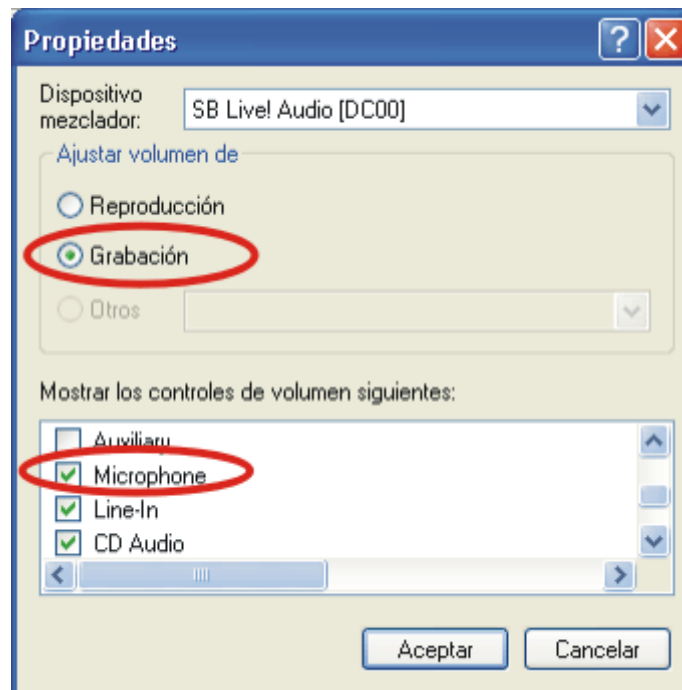 Propiedades
Dispositivo
mezclador:
SB Live! Audio [DC00]
Ajustar volumen de
Reproducción
Grabación
Otros
Mostrar los controles de volumen siguientes:
Auxiliary
Microphone
Line-In
CD Audio
Aceptar
Cancelar